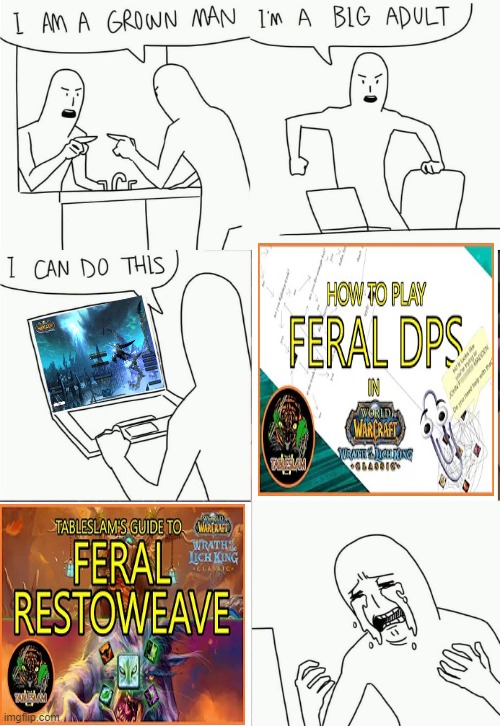 I AM A GROWN MAN
I'M A BIG ADULT
I CAN DO THIS
HOW TO PLAY
FERAL DPS
IN
WORLD
WARCRAFT
WRATH OF THE LICH KING
CLASSIC
TABLESLAM
TABLESLAM'S GUIDE TO
FERAL
RESTOWEAVE
WORLD
WARCRAFT
WRATH OF THE
LICH KING
CLASSIC
TABLESLAM
imgflip.com